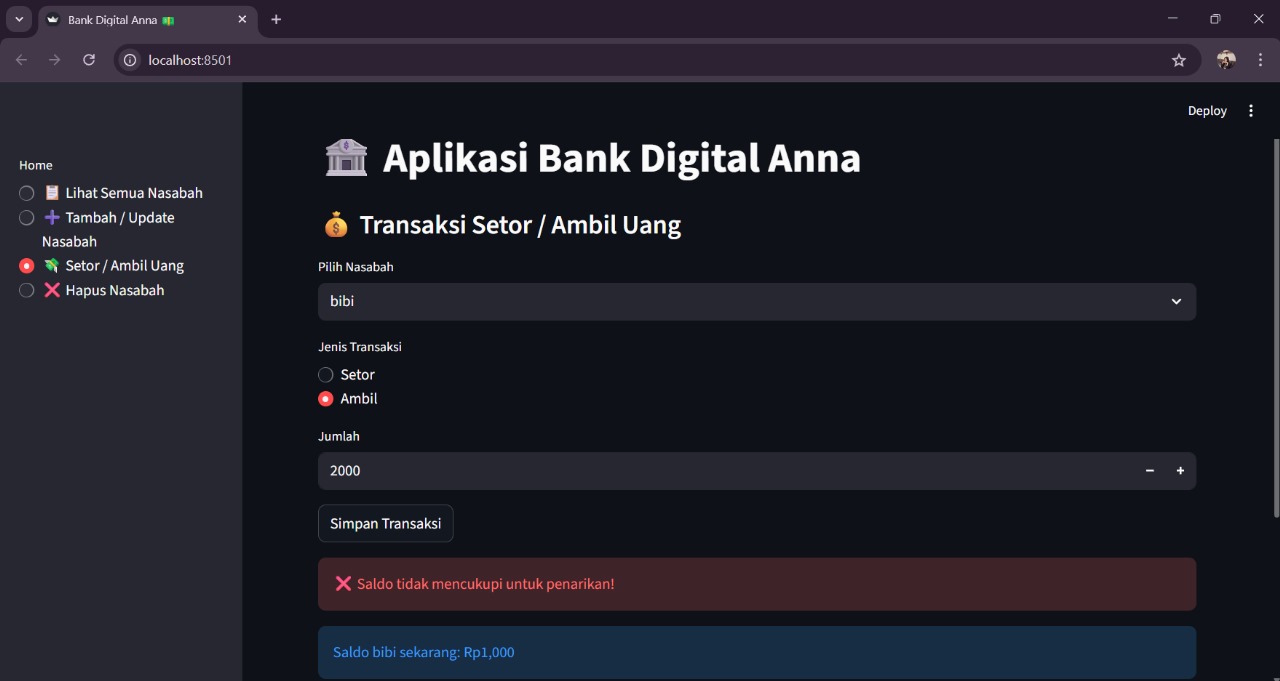 Bank Digital Anna
localhost:8501
Deploy
Home
Lihat Semua Nasabah
Tambah / Update
Nasabah
Setor / Ambil Uang
Hapus Nasabah
Aplikasi Bank Digital Anna
Transaksi Setor / Ambil Uang
Pilih Nasabah
bibi
Jenis Transaksi
Setor
Ambil
Jumlah
2000
Simpan Transaksi
Saldo tidak mencukupi untuk penarikan!
Saldo bibi sekarang: Rp1,000